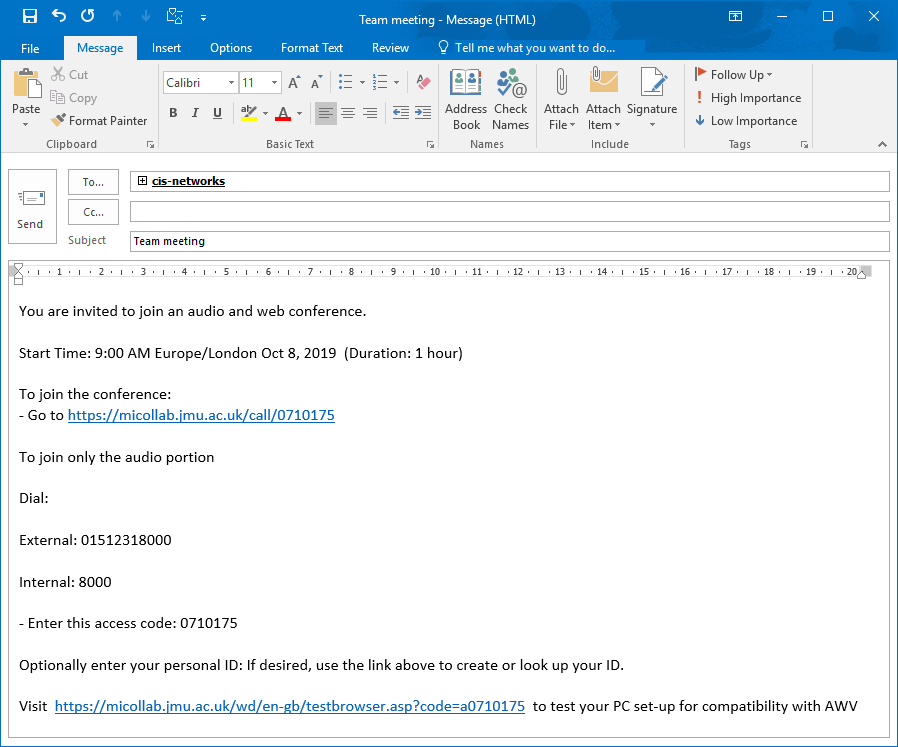 Team meeting - Message (HTML)
File Message Insert Options Format Text Review Tell me what you want to do...
Paste
Cut
Copy
Format Painter
Clipboard
Calibri 11
B I U
Basic Text
Address Book
Check Names
Names
Attach File
Attach Item
Signature
Include
Follow Up
High Importance
Low Importance
Tags
Send
To... cis-networks
Cc...
Subject Team meeting
1 2 3 4 5 6 7 8 9 10 11 12 13 14 15 16 17 18 19 20
You are invited to join an audio and web conference.
Start Time: 9:00 AM Europe/London Oct 8, 2019 (Duration: 1 hour)
To join the conference:
- Go to https://micollab.jmu.ac.uk/call/0710175
To join only the audio portion
Dial:
External: 01512318000
Internal: 8000
- Enter this access code: 0710175
Optionally enter your personal ID: If desired, use the link above to create or look up your ID.
Visit https://micollab.jmu.ac.uk/wd/en-gb/testbrowser.asp?code=a0710175 to test your PC set-up for compatibility with AWV